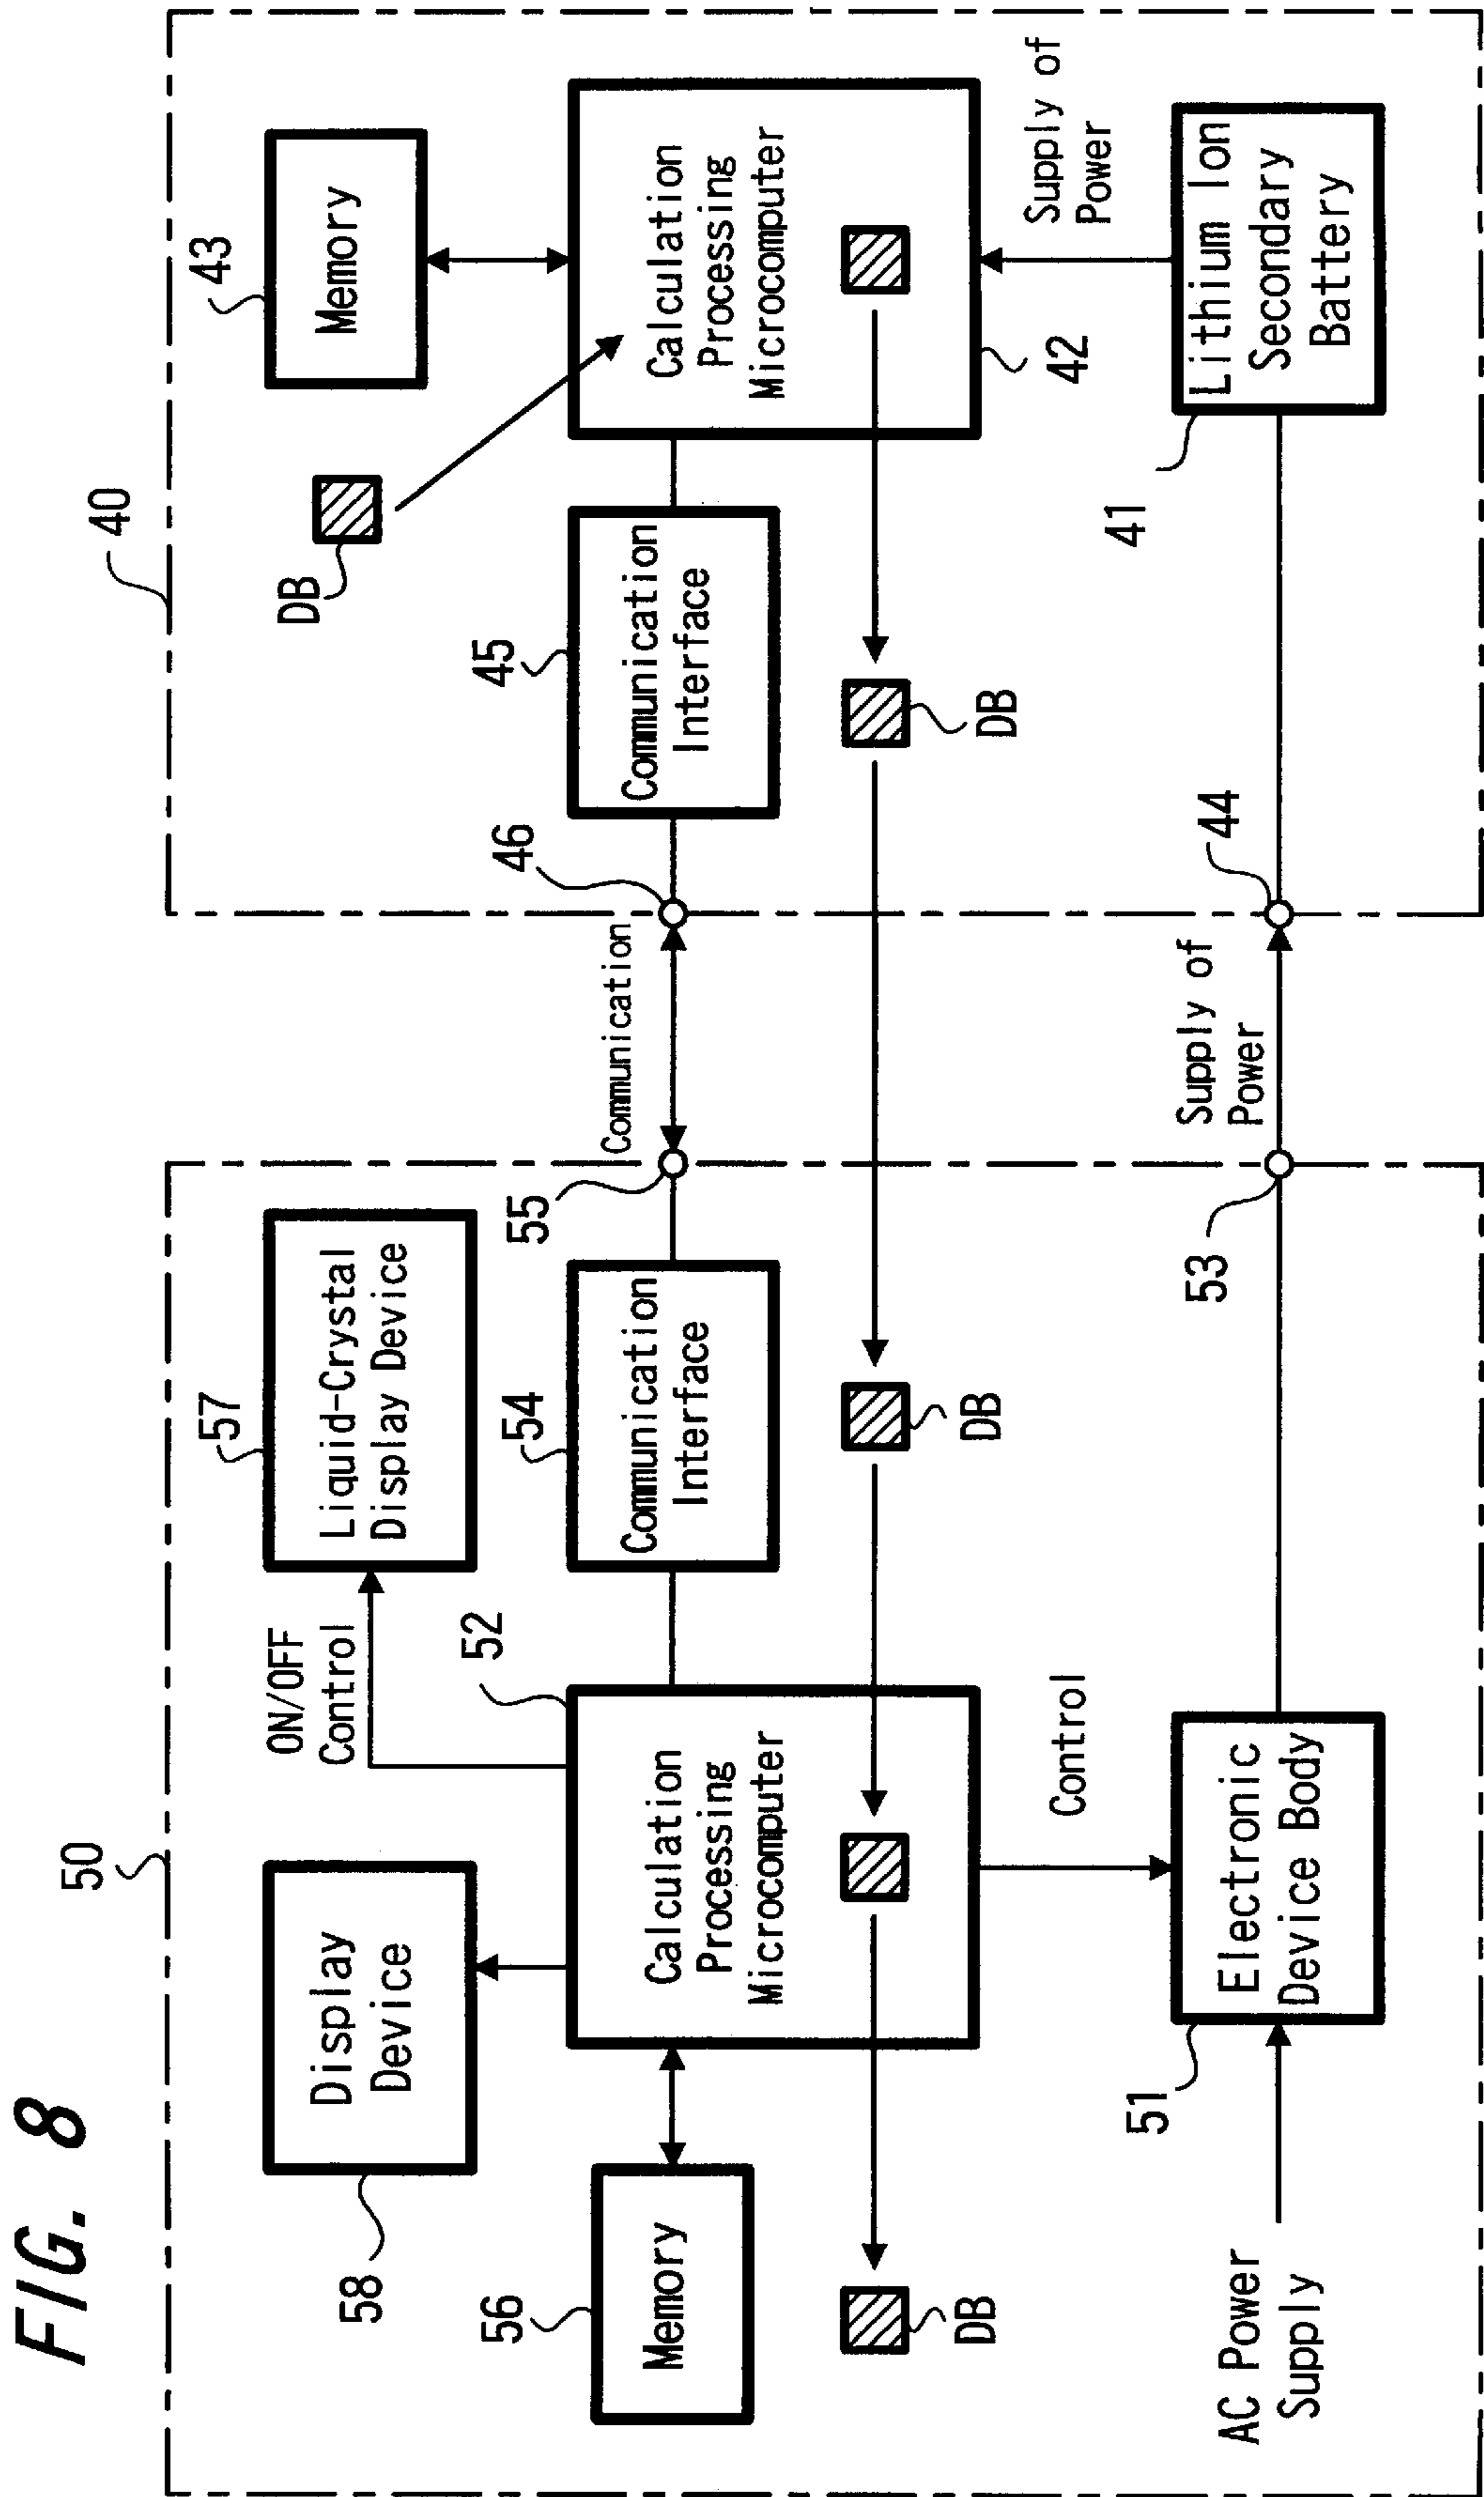 FIG. 8
50
40
58
Display
Device
ON/OFF
Control
57
Liquid-Crystal
Display Device
DB
43
Memory
56
Memory
52
Calculation
Processing
Microcomputer
54
Communication
Interface
55
Communication
46
45
Communication
Interface
Calculation
Processing
Microcomputer
42
DB
DB
DB
Control
Supply of
Power
AC Power
Supply
51
Electronic
Device Body
53
Supply of
Power
44
41
Lithium Ion
Secondary
Battery